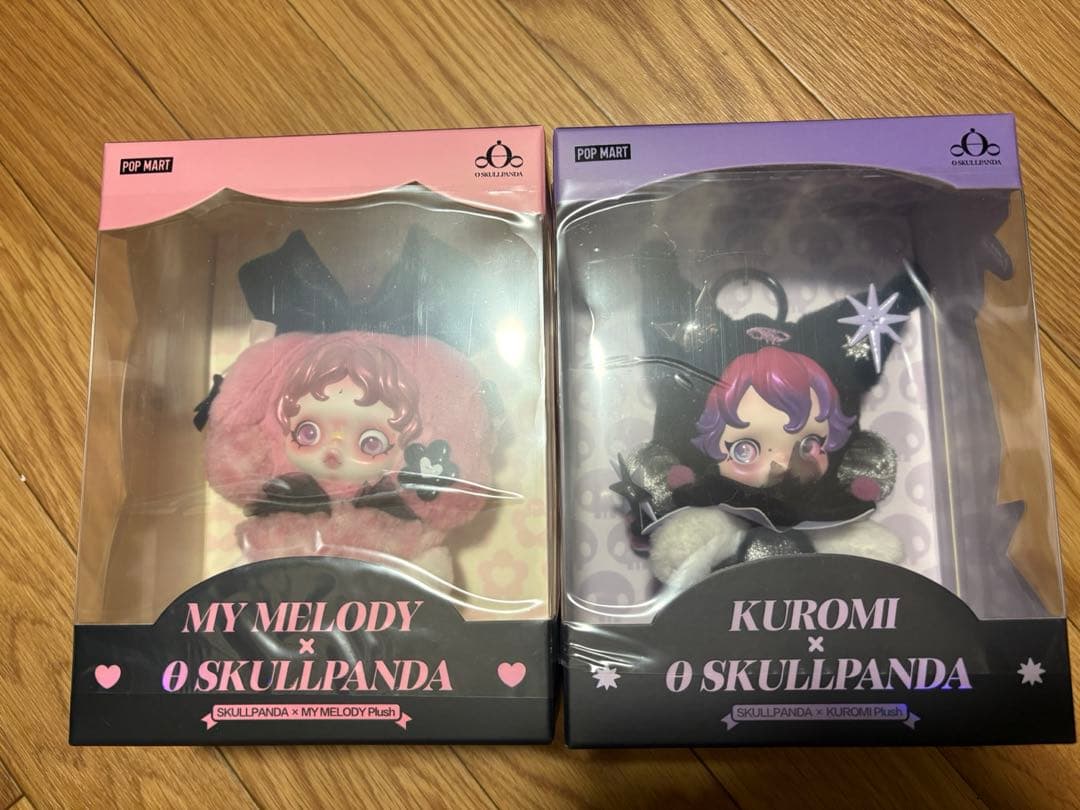 POP MART
θ SKULLPANDA
MY MELODY
×
θ SKULLPANDA
SKULLPANDA × MY MELODY Plush
POP MART
θ SKULLPANDA
KUROMI
×
θ SKULLPANDA
SKULLPANDA × KUROMI Plush